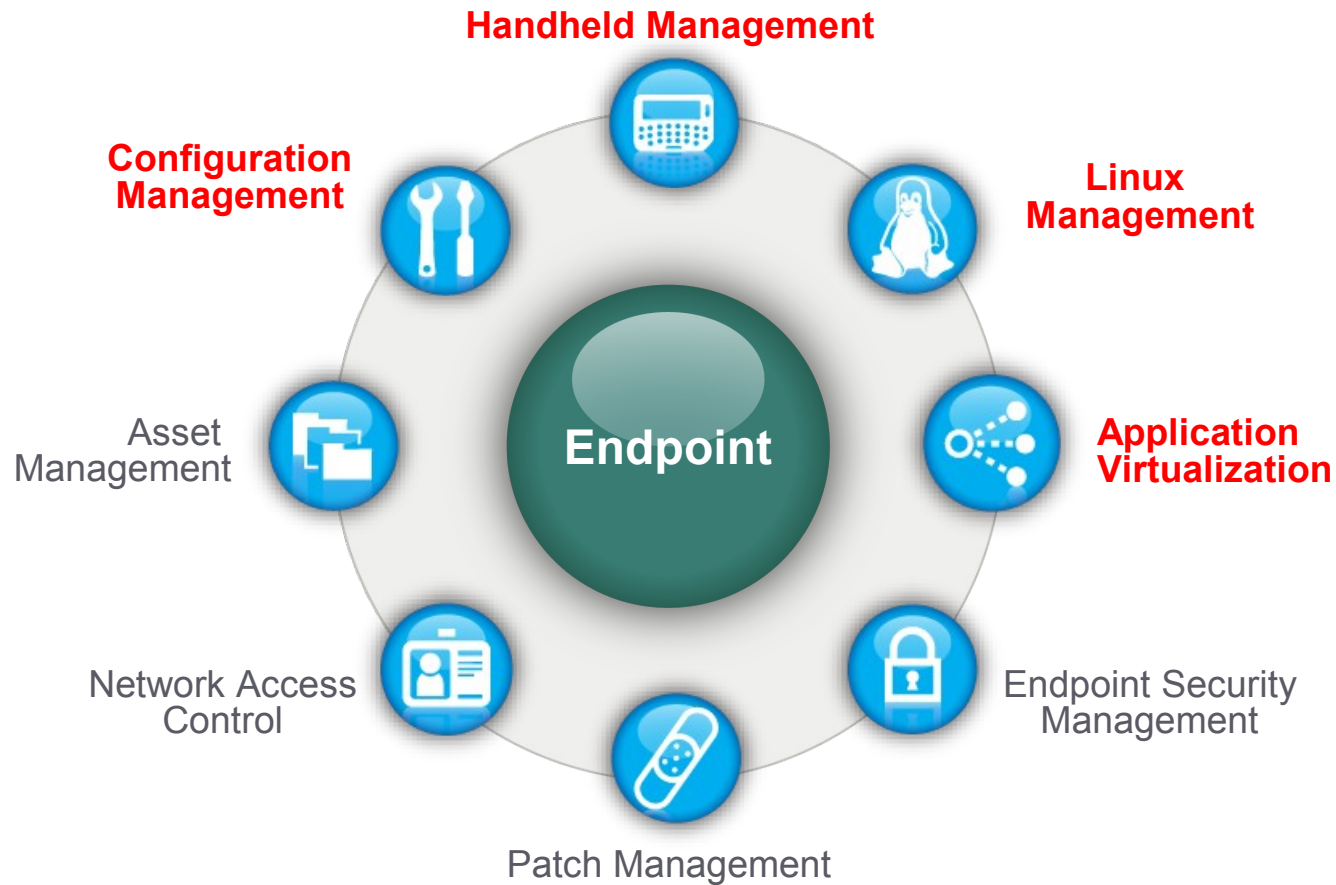 Handheld Management
Configuration
Management
Linux
Management
Asset
Management
Endpoint
Application
Virtualization
Network Access
Control
Endpoint Security
Management
Patch Management